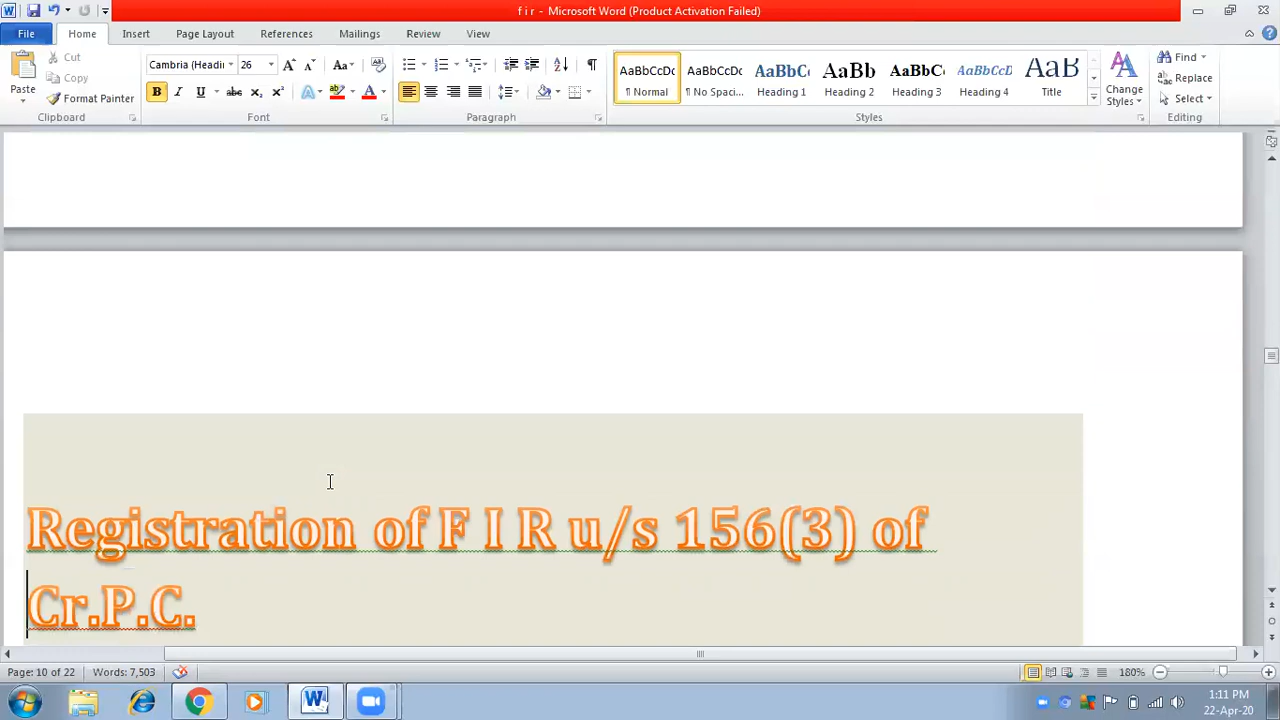 f i r - Microsoft Word (Product Activation Failed)
File Home Insert Page Layout References Mailings Review View
Paste
Cut
Copy
Format Painter
Clipboard
Cambria (Headi 26
Font
Paragraph
AaBbCcDc AaBbCcDc AaBbC AaBb AaBbC AaBbCcD AaB
¶ Normal ¶ No Spaci... Heading 1 Heading 2 Heading 3 Heading 4 Title
Styles
Change Styles
Find
Replace
Select
Editing
Registration of F I R u/s 156(3) of
Cr.P.C.
Page: 10 of 22 Words: 7,503 180%
1:11 PM
22-Apr-20